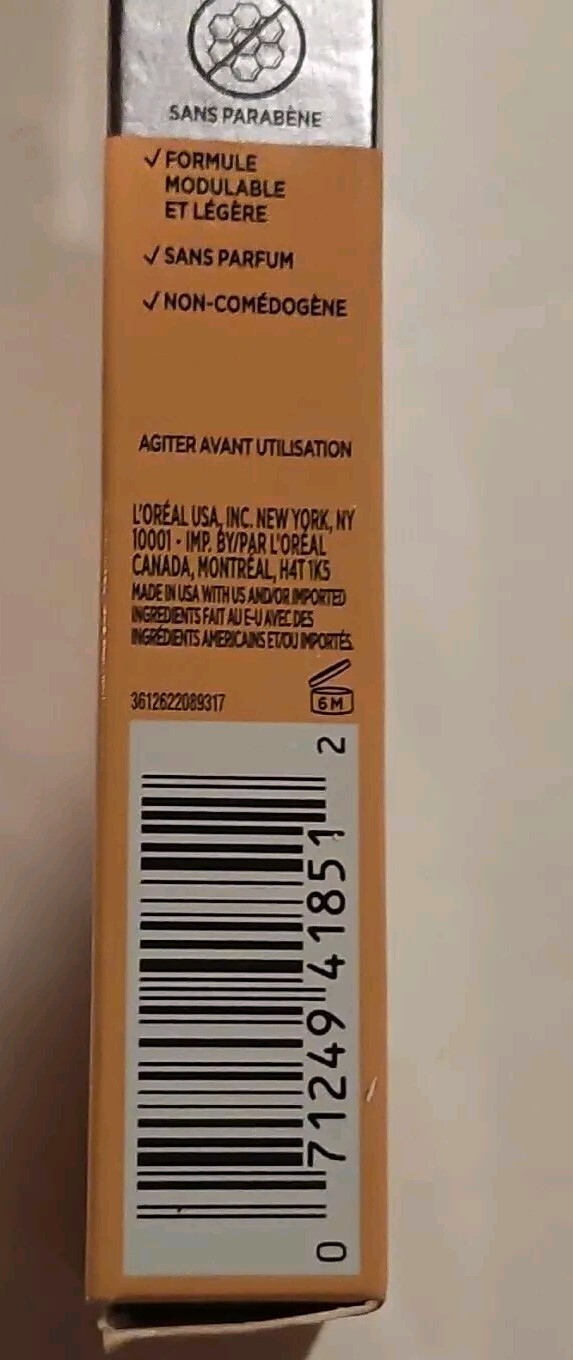 SANS PARABÈNE
✓ FORMULE
MODULABLE
ET LÉGÈRE
✓ SANS PARFUM
✓ NON-COMÉDOGÈNE
AGITER AVANT UTILISATION
L'ORÉAL USA, INC. NEW YORK, NY
10001 - IMP. BY/PAR L'ORÉAL
CANADA, MONTRÉAL, H4T 1K5
MADE IN USA WITH US AND/OR IMPORTED
INGREDIENTS FAIT AU É-U AVEC DES
INGRÉDIENTS AMERICAINS ET/OU IMPORTÉS.
3612622089317
6 M
0 71249 41851 2